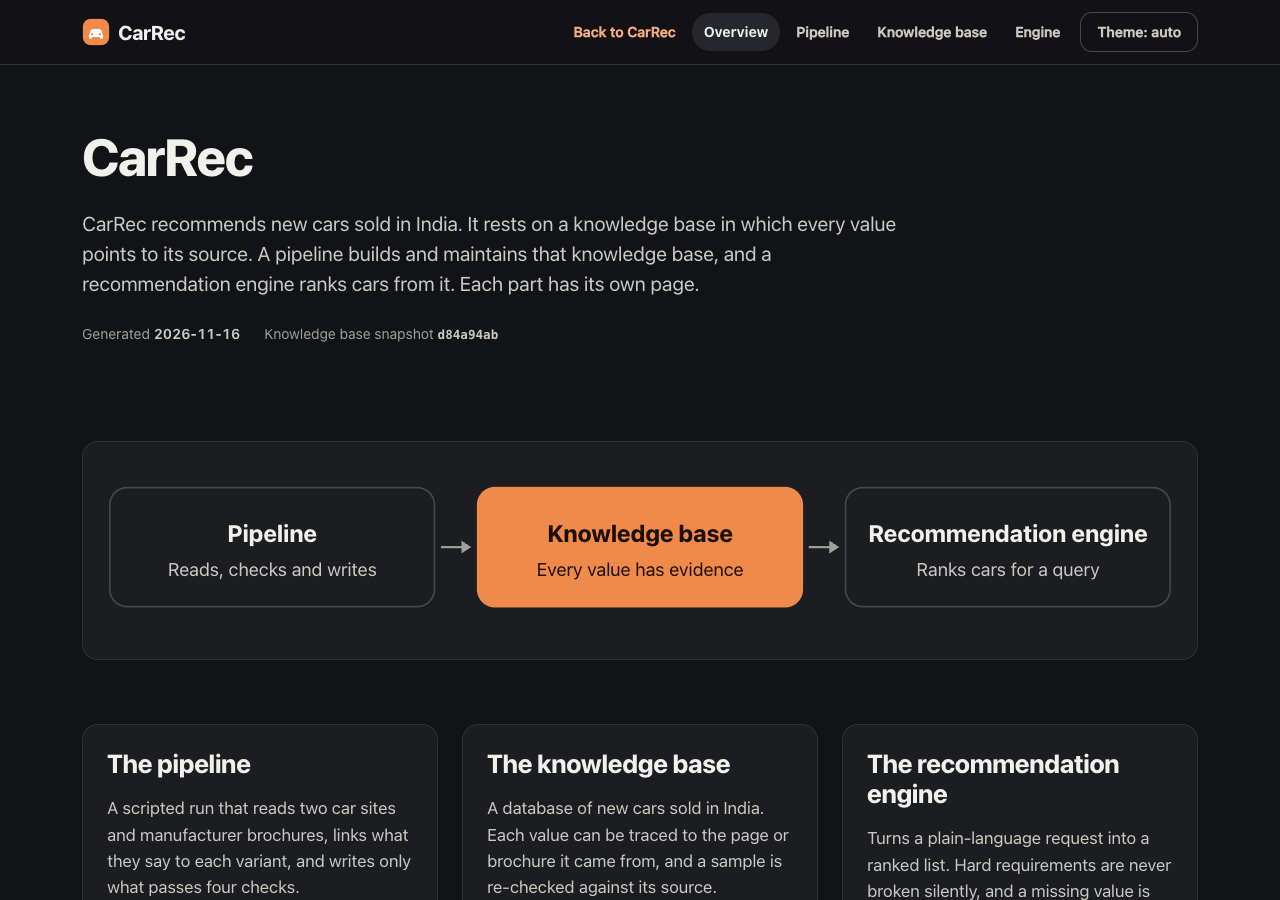 CarRec
Back to CarRec
Overview
Pipeline
Knowledge base
Engine
Theme: auto
CarRec
CarRec recommends new cars sold in India. It rests on a knowledge base in which every value
points to its source. A pipeline builds and maintains that knowledge base, and a
recommendation engine ranks cars from it. Each part has its own page.
Generated 2026-11-16
Knowledge base snapshot d84a94ab
Pipeline
Reads, checks and writes
Knowledge base
Every value has evidence
Recommendation engine
Ranks cars for a query
The pipeline
A scripted run that reads two car sites
and manufacturer brochures, links what
they say to each variant, and writes only
what passes four checks.
The knowledge base
A database of new cars sold in India.
Each value can be traced to the page or
brochure it came from, and a sample is
re-checked against its source.
The recommendation
engine
Turns a plain-language request into a
ranked list. Hard requirements are never
broken silently, and a missing value is